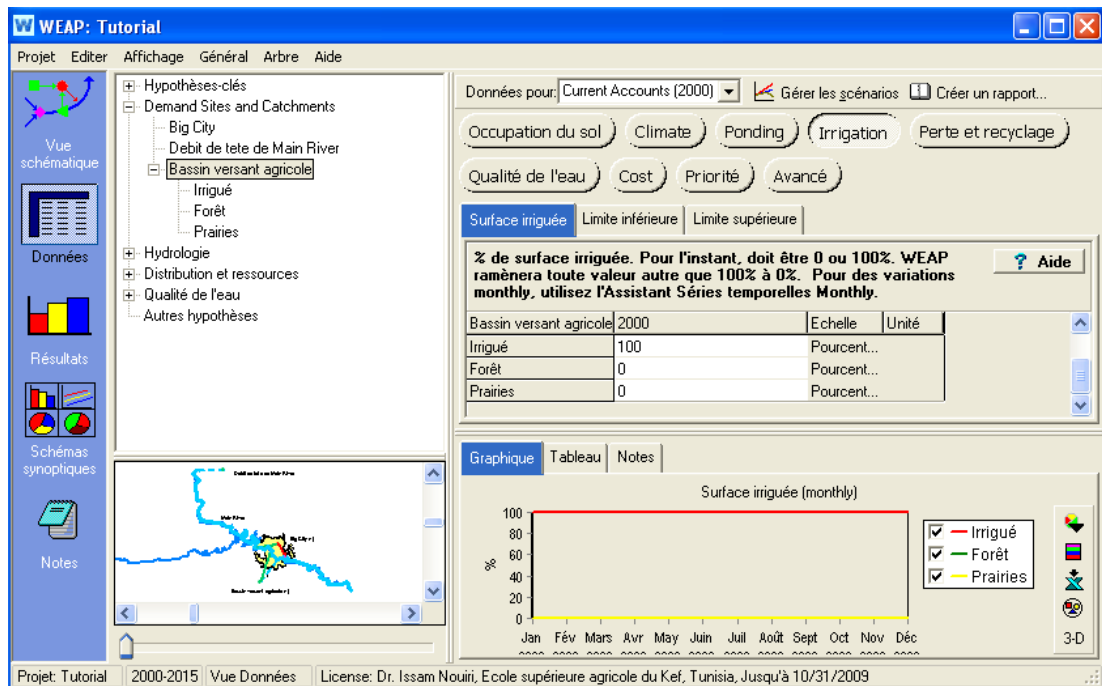 WEAP: Tutorial
Projet Editer Affichage Général Arbre Aide
Vue schématique
Données
Résultats
Schémas synoptiques
Notes
Hypothèses-clés
Demand Sites and Catchments
Big City
Debit de tete de Main River
Bassin versant agricole
Irrigué
Forêt
Prairies
Hydrologie
Distribution et ressources
Qualité de l'eau
Autres hypothèses
Main River
Données pour: Current Accounts (2000) Gérer les scénarios Créer un rapport...
Occupation du sol Climate Ponding Irrigation Perte et recyclage
Qualité de l'eau Cost Priorité Avancé
Surface irriguée Limite inférieure Limite supérieure
% de surface irriguée. Pour l'instant, doit être 0 ou 100%. WEAP
ramènera toute valeur autre que 100% à 0%. Pour des variations
monthly, utilisez l'Assistant Séries temporelles Monthly.
? Aide
Bassin versant agricole 2000 Echelle Unité
Irrigué 100 Pourcent...
Forêt 0 Pourcent...
Prairies 0 Pourcent...
Graphique Tableau Notes
Surface irriguée (monthly)
100
80
60
40
20
0
%
Jan Fév Mars Avr May Juin Juil Août Sept Oct Nov Déc
Irrigué
Forêt
Prairies
3-D
Projet: Tutorial 2000-2015 Vue Données License: Dr. Issam Nouiri, Ecole supérieure agricole du Kef, Tunisia, Jusqu'à 10/31/2009